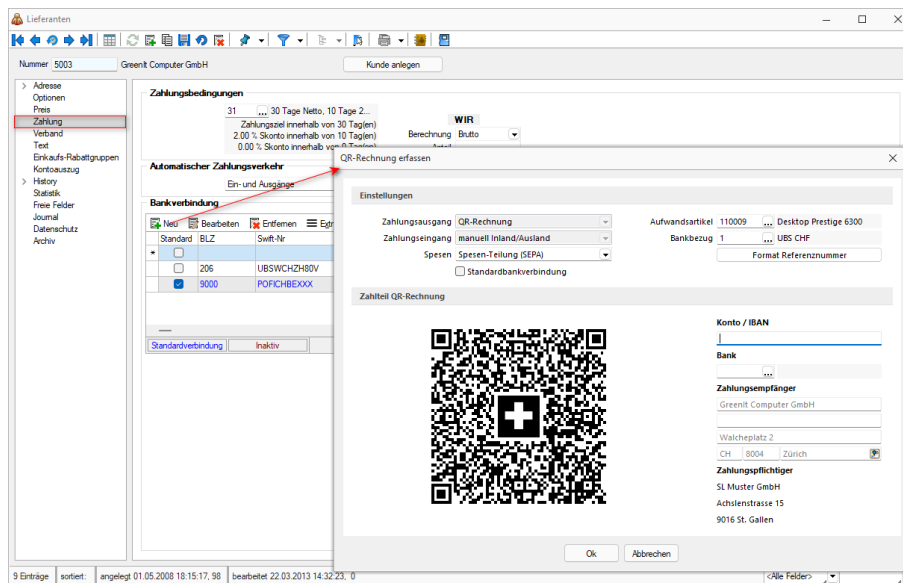 Lieferanten
Nummer 5003 GreenIt Computer GmbH Kunde anlegen
Adresse
Optionen
Preis
Zahlung
Verband
Text
Einkaufs-Rabattgruppen
Kontoauszug
History
Statistik
Freie Felder
Journal
Datenschutz
Archiv
Zahlungsbedingungen
31 ... 30 Tage Netto, 10 Tage 2...
Zahlungsziel innerhalb von 30 Tag(en)
2.00 % Skonto innerhalb von 10 Tag(en)
0.00 % Skonto innerhalb von 0 Tag(en)
WIR
Berechnung Brutto
Automatischer Zahlungsverkehr
Ein- und Ausgänge
Bankverbindung
Neu Bearbeiten Entfernen Extr
Standard BLZ Swift-Nr
206 UBSWCHZH80V
9000 POFICHBEXXX
Standardverbindung Inaktiv
QR-Rechnung erfassen
Einstellungen
Zahlungsausgang QR-Rechnung
Zahlungseingang manuell Inland/Ausland
Spesen Spesen-Teilung (SEPA)
Standardbankverbindung
Aufwandsartikel 110009 ... Desktop Prestige 6300
Bankbezug 1 ... UBS CHF
Format Referenznummer
Zahlteil QR-Rechnung
Konto / IBAN
Bank
...
Zahlungsempfänger
GreenIt Computer GmbH
Walcheplatz 2
CH 8004 Zürich
Zahlungspflichtiger
SL Muster GmbH
Achslenstrasse 15
9016 St. Gallen
Ok Abbrechen
9 Einträge sortiert: angelegt 01.05.2008 18:15:17, 98 bearbeitet 22.03.2013 14:32:23, 0 <Alle Felder>